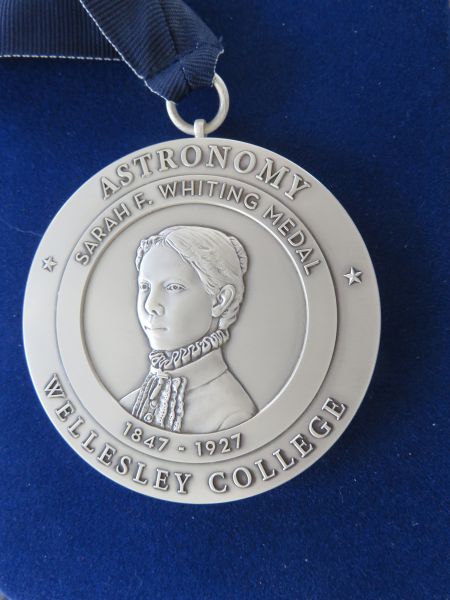 ASTRONOMY
SARAH F. WHITING MEDAL
1847 - 1927
WELLESLEY COLLEGE